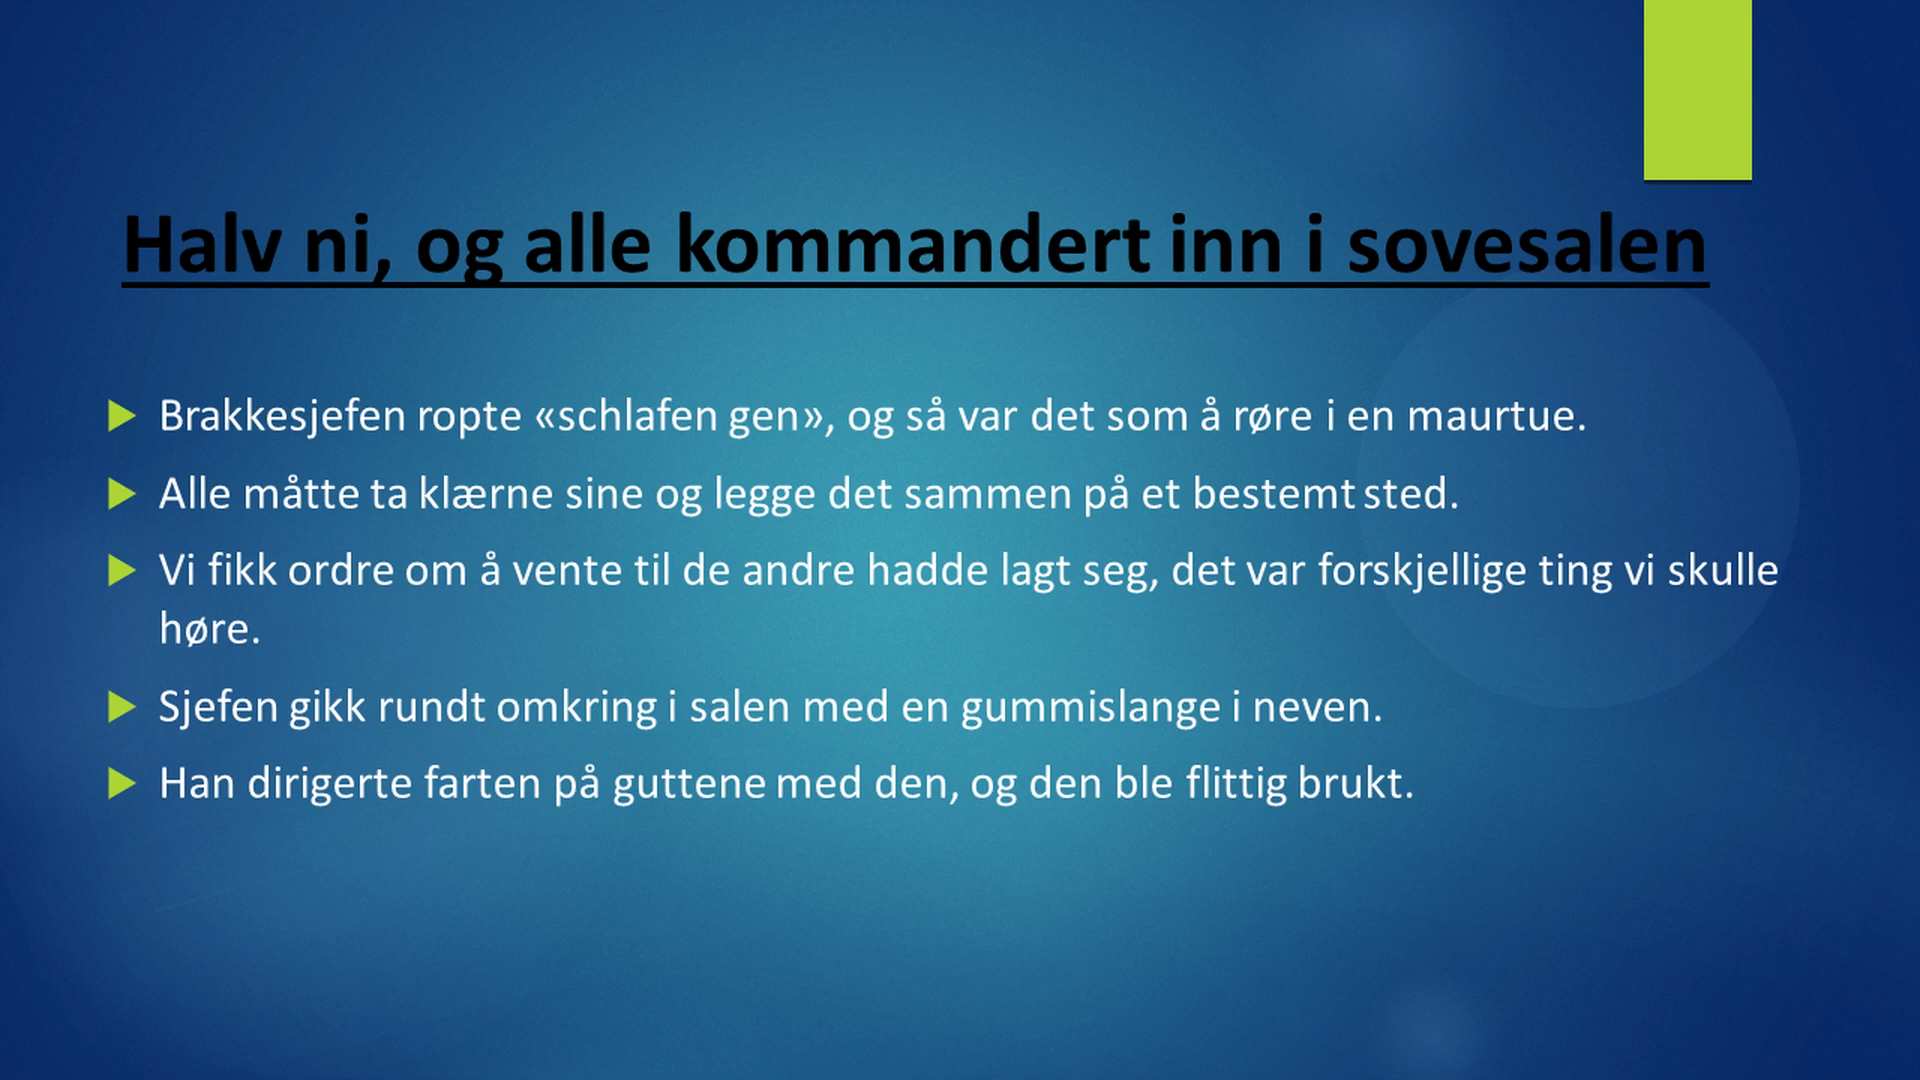 Halv ni, og alle kommandert inn i sovesalen
Brakkesjefen ropte «schlafen gen», og så var det som å røre i en maurtue.
Alle måtte ta klærne sine og legge det sammen på et bestemt sted.
Vi fikk ordre om å vente til de andre hadde lagt seg, det var forskjellige ting vi skulle
høre.
Sjefen gikk rundt omkring i salen med en gummislange i neven.
Han dirigerte farten på guttene med den, og den ble flittig brukt.